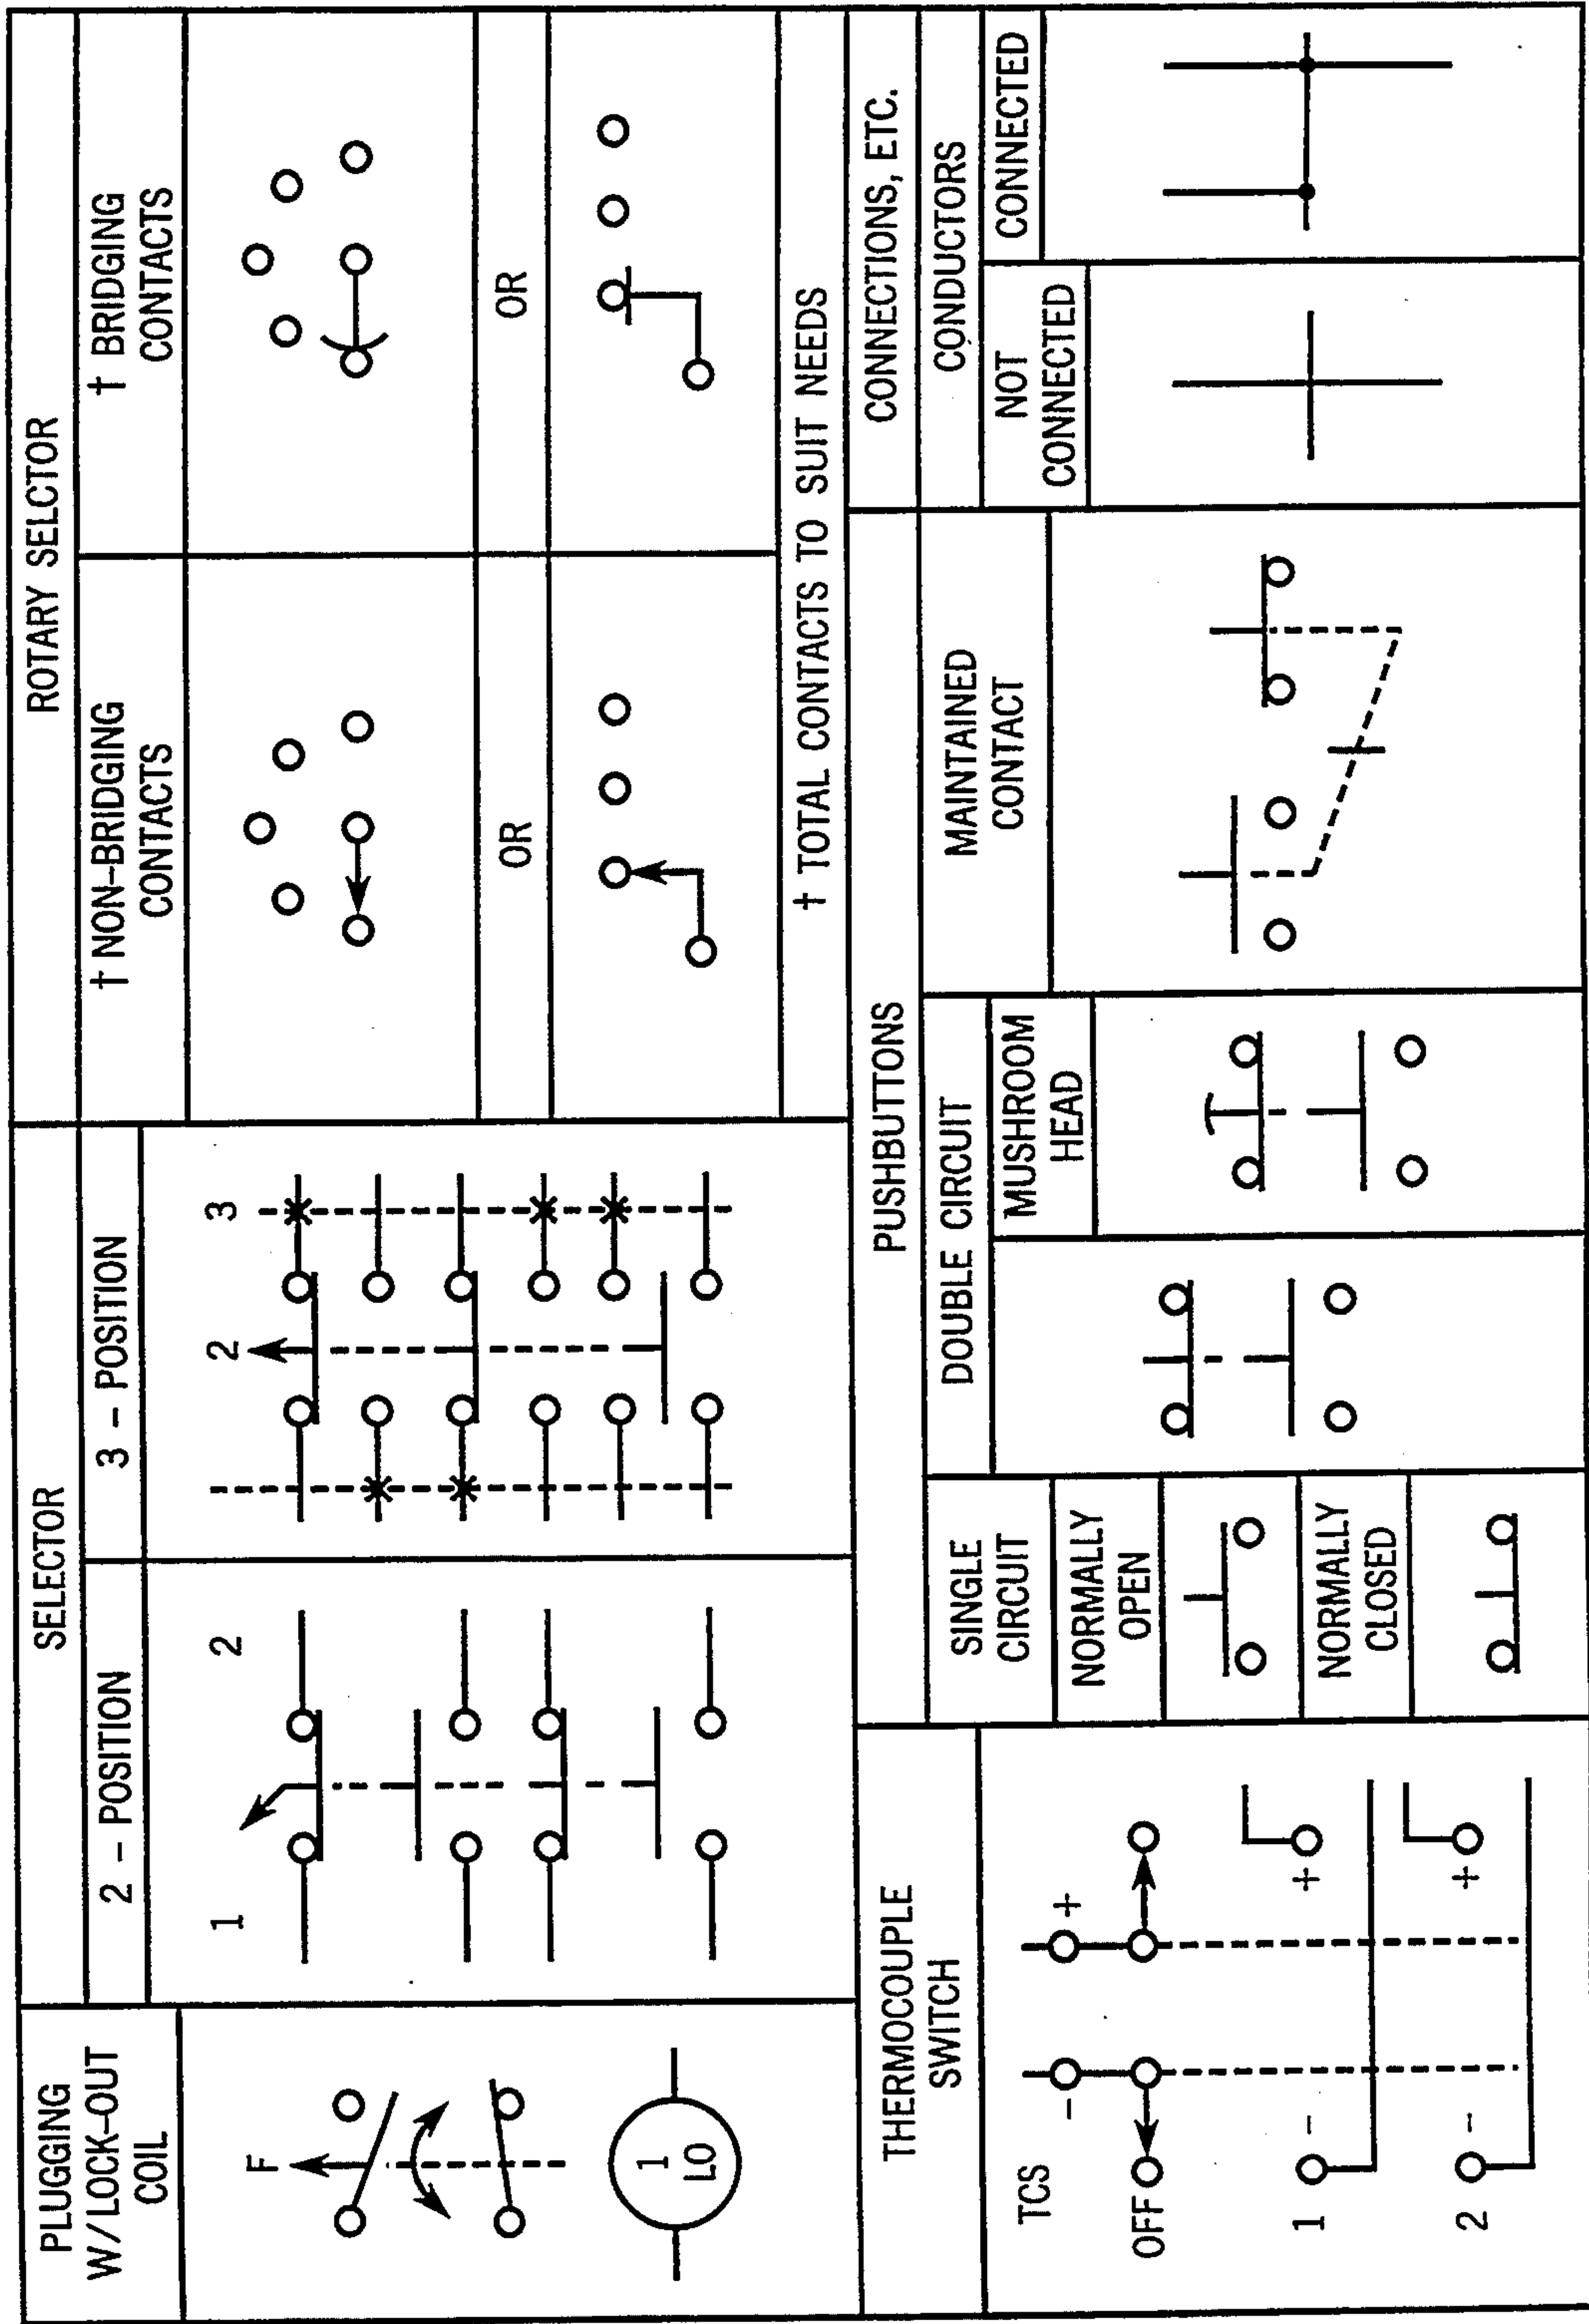 PLUGGING
W/LOCK-OUT
COIL
F
1
LO
SELECTOR
2 - POSITION
1
2
3 - POSITION
2
3
ROTARY SELCTOR
† NON-BRIDGING
CONTACTS
OR
† BRIDGING
CONTACTS
OR
† TOTAL CONTACTS TO SUIT NEEDS
THERMOCOUPLE
SWITCH
TCS
- +
OFF
1 - +
2 - +
PUSHBUTTONS
SINGLE
CIRCUIT
NORMALLY
OPEN
NORMALLY
CLOSED
DOUBLE CIRCUIT
MUSHROOM
HEAD
MAINTAINED
CONTACT
CONNECTIONS, ETC.
CONDUCTORS
NOT
CONNECTED
CONNECTED